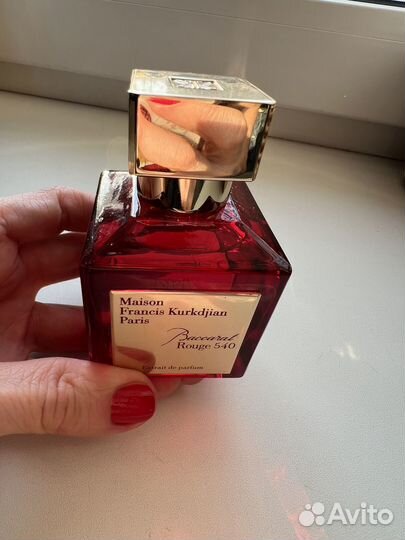 Maison
Francis Kurkdjian
Paris
Baccarat
Rouge 540
Extrait de parfum
Avito